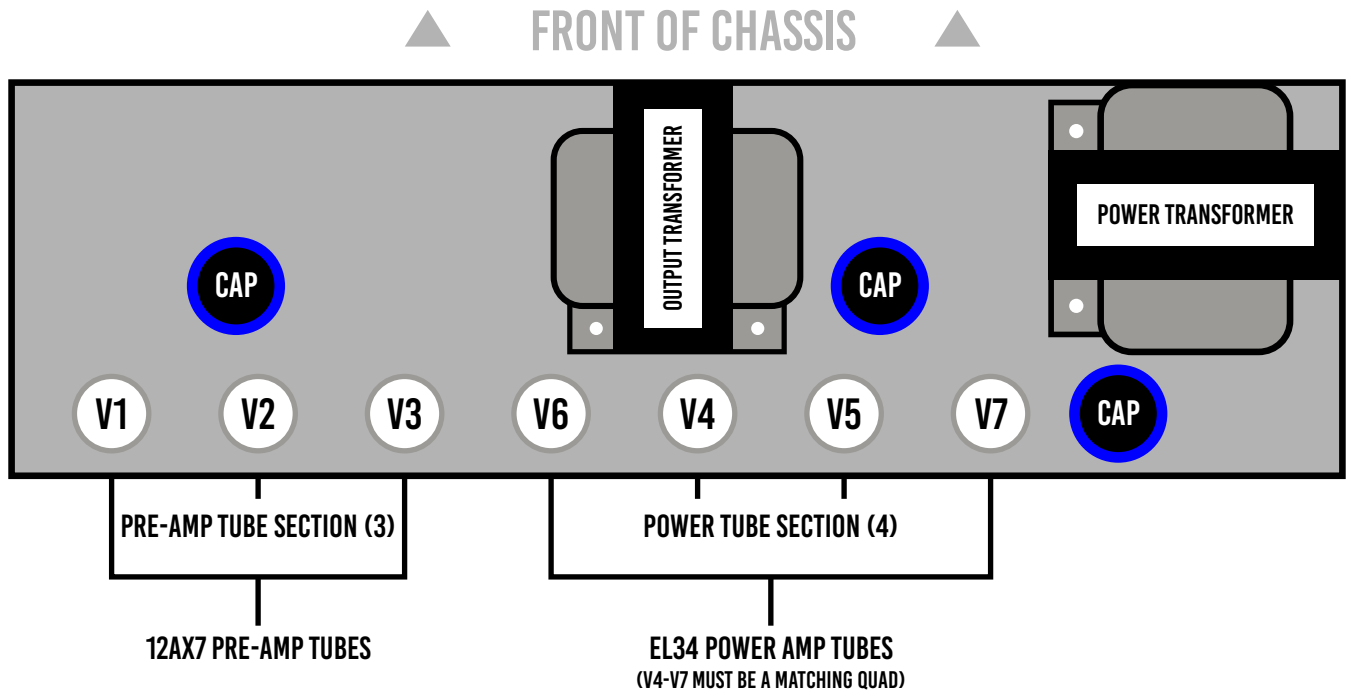 FRONT OF CHASSIS
OUTPUT TRANSFORMER
POWER TRANSFORMER
CAP
CAP
V1
V2
V3
V6
V4
V5
V7
CAP
PRE-AMP TUBE SECTION (3)
POWER TUBE SECTION (4)
12AX7 PRE-AMP TUBES
EL34 POWER AMP TUBES
(V4-V7 MUST BE A MATCHING QUAD)